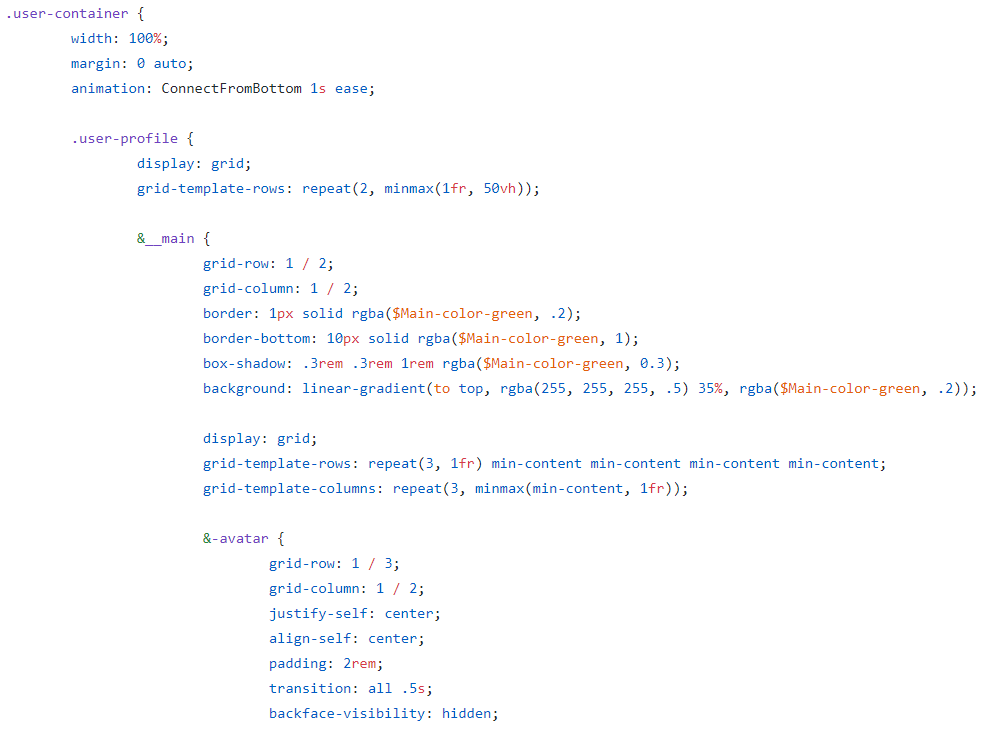 .user-container {
width: 100%;
margin: 0 auto;
animation: ConnectFromBottom 1s ease;
.user-profile {
display: grid;
grid-template-rows: repeat(2, minmax(1fr, 50vh));
&__main {
grid-row: 1 / 2;
grid-column: 1 / 2;
border: 1px solid rgba($Main-color-green, .2);
border-bottom: 10px solid rgba($Main-color-green, 1);
box-shadow: .3rem .3rem 1rem rgba($Main-color-green, 0.3);
background: linear-gradient(to top, rgba(255, 255, 255, .5) 35%, rgba($Main-color-green, .2));
display: grid;
grid-template-rows: repeat(3, 1fr) min-content min-content min-content min-content;
grid-template-columns: repeat(3, minmax(min-content, 1fr));
&-avatar {
grid-row: 1 / 3;
grid-column: 1 / 2;
justify-self: center;
align-self: center;
padding: 2rem;
transition: all .5s;
backface-visibility: hidden;